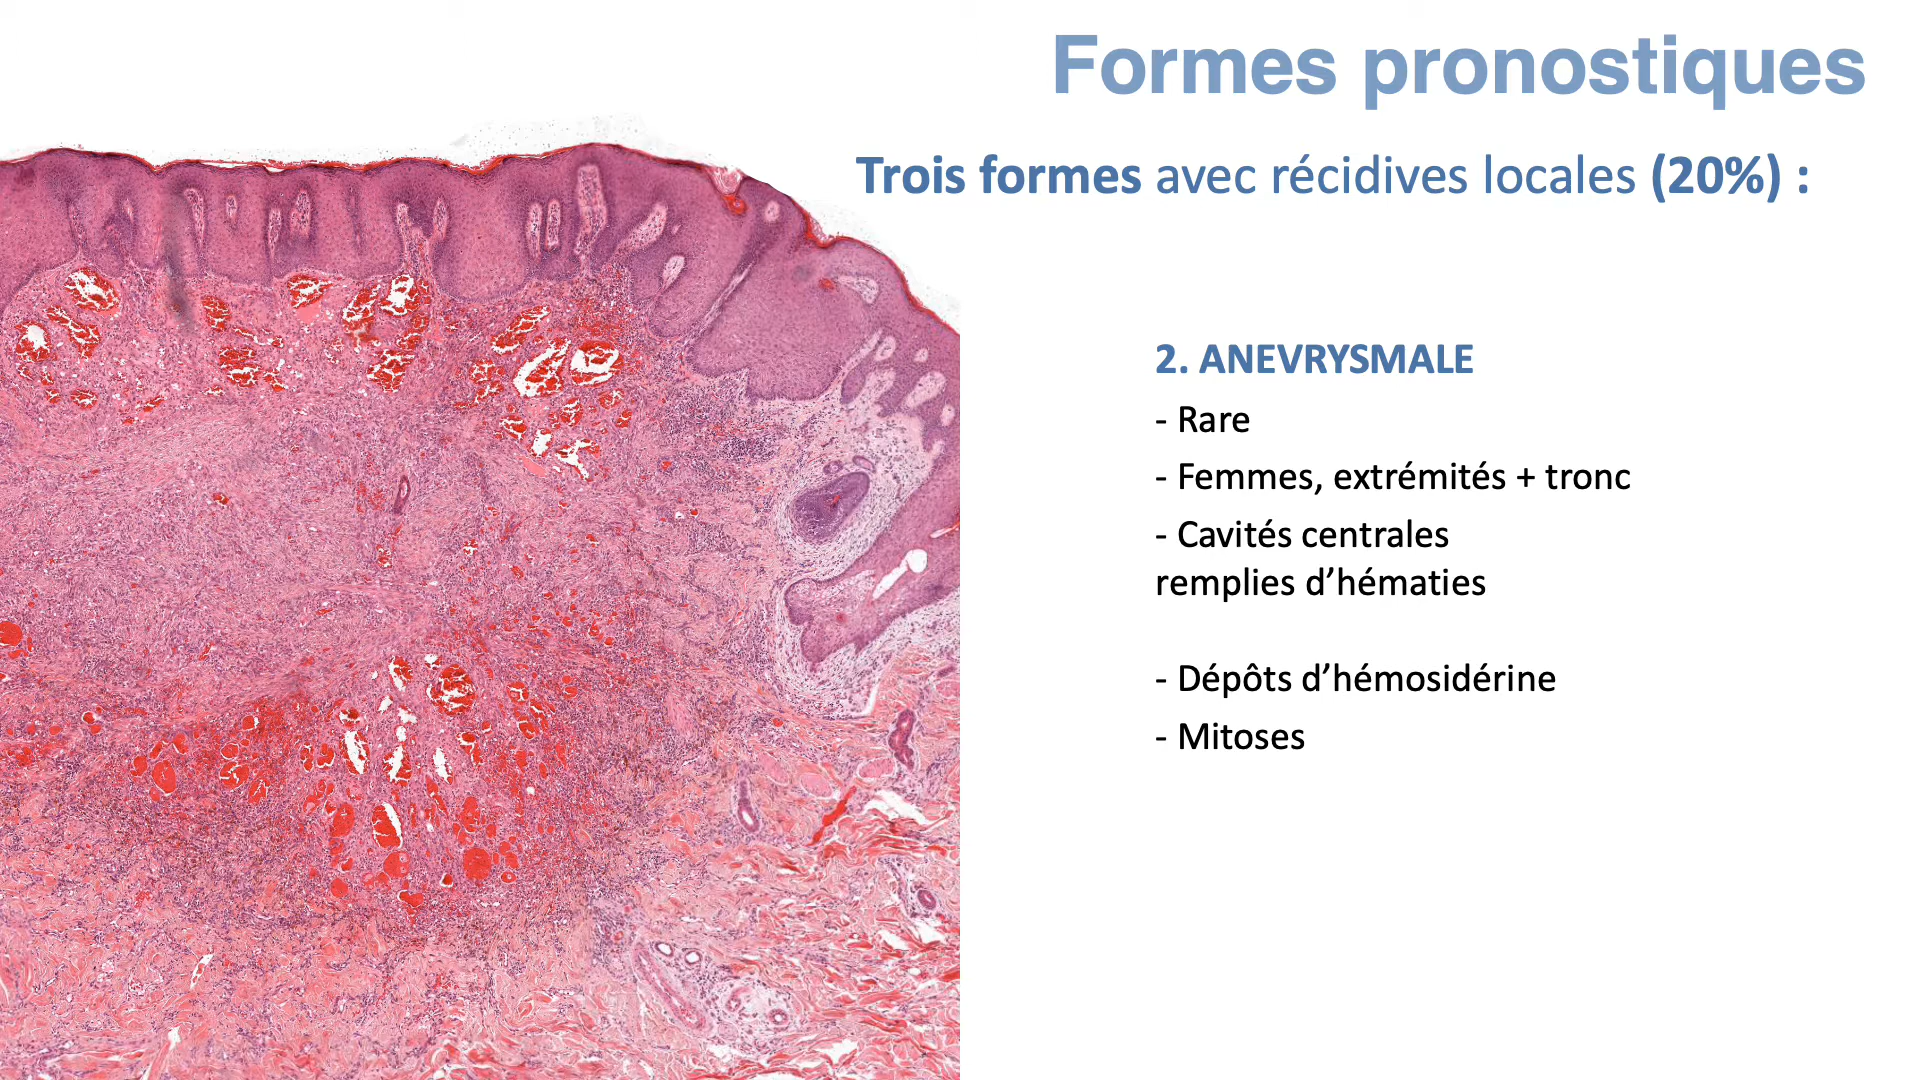 Formes pronostiques
Trois formes avec récidives locales (20%) :
2. ANEVRYSMALE
- Rare
- Femmes, extrémités + tronc
- Cavités centrales
remplies d’hématies
- Dépôts d’hémosidérine
- Mitoses